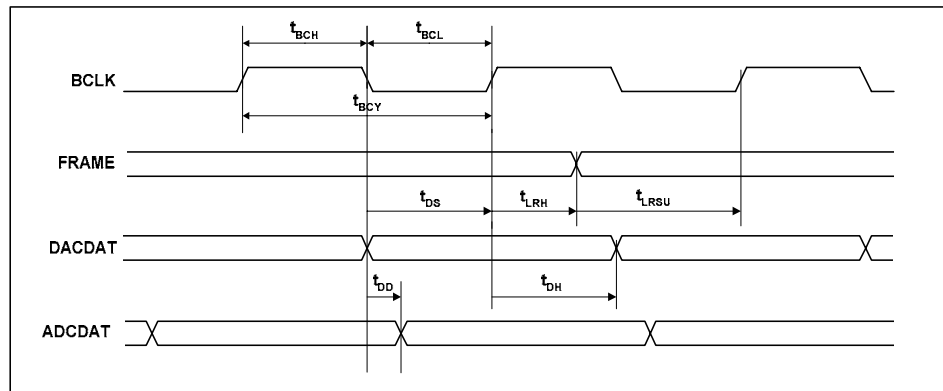 tBCH tBCL
BCLK
tBCY
FRAME
tDS tLRH tLRSU
DACDAT
tDD tDH
ADCDAT